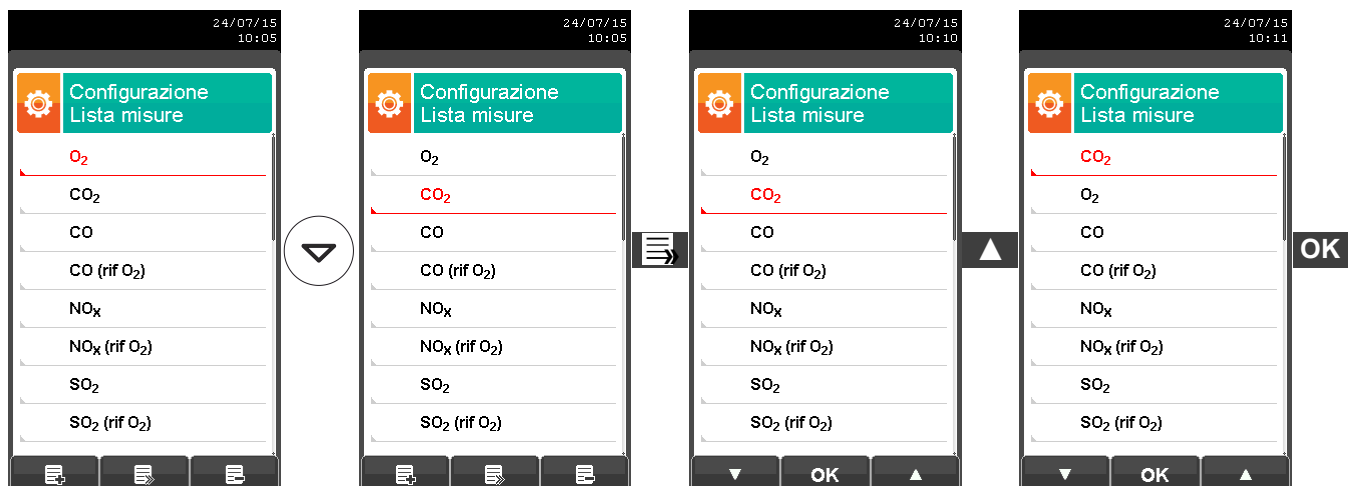 24/07/15
10:05
Configurazione
Lista misure
O₂
CO₂
CO
CO (rif O₂)
NOₓ
NOₓ (rif O₂)
SO₂
SO₂ (rif O₂)
24/07/15
10:05
Configurazione
Lista misure
O₂
CO₂
CO
CO (rif O₂)
NOₓ
NOₓ (rif O₂)
SO₂
SO₂ (rif O₂)
24/07/15
10:10
Configurazione
Lista misure
O₂
CO₂
CO
CO (rif O₂)
NOₓ
NOₓ (rif O₂)
SO₂
SO₂ (rif O₂)
▼ OK ▲
▲
24/07/15
10:11
Configurazione
Lista misure
CO₂
O₂
CO
CO (rif O₂)
NOₓ
NOₓ (rif O₂)
SO₂
SO₂ (rif O₂)
▼ OK ▲
OK